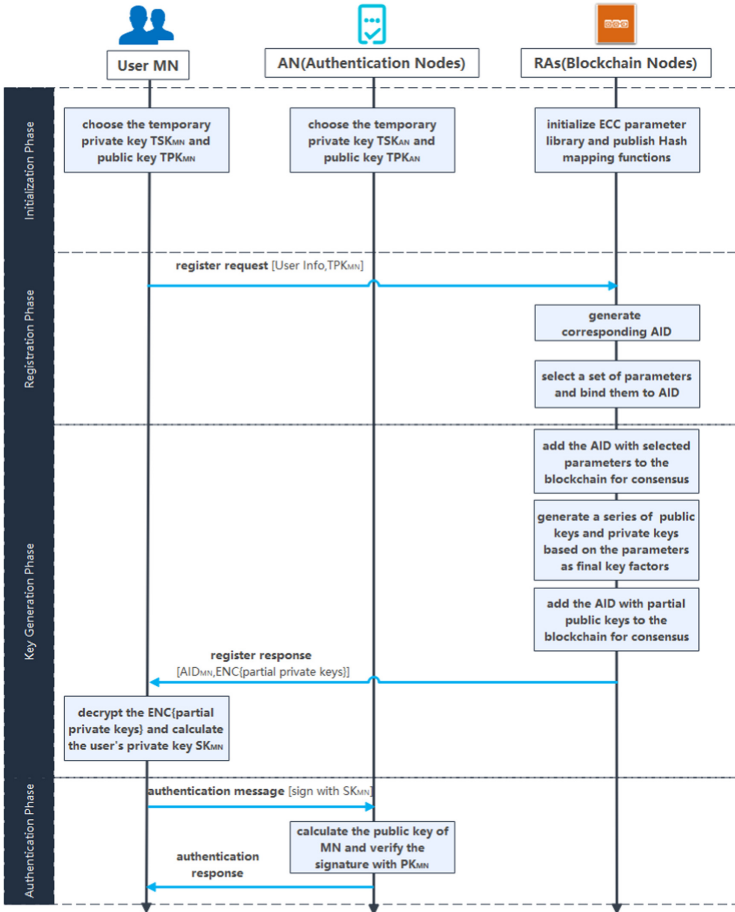 User MN
AN(Authentication Nodes)
RAs(Blockchain Nodes)
Initialization Phase
choose the temporary
private key TSKMN and
public key TPKMN
choose the temporary
private key TSKAN and
public key TPKAN
initialize ECC parameter
library and publish Hash
mapping functions
Registration Phase
register request [User Info,TPKMN]
generate
corresponding AID
select a set of parameters
and bind them to AID
Key Generation Phase
add the AID with selected
parameters to the
blockchain for consensus
generate a series of public
keys and private keys
based on the parameters
as final key factors
add the AID with partial
public keys to the
blockchain for consensus
register response
[AIDMN,ENC{partial private keys}]
decrypt the ENC{partial
private keys} and calculate
the user's private key SKMN
Authentication Phase
authentication message [sign with SKMN]
calculate the public key of
MN and verify the
signature with PKMN
authentication
response